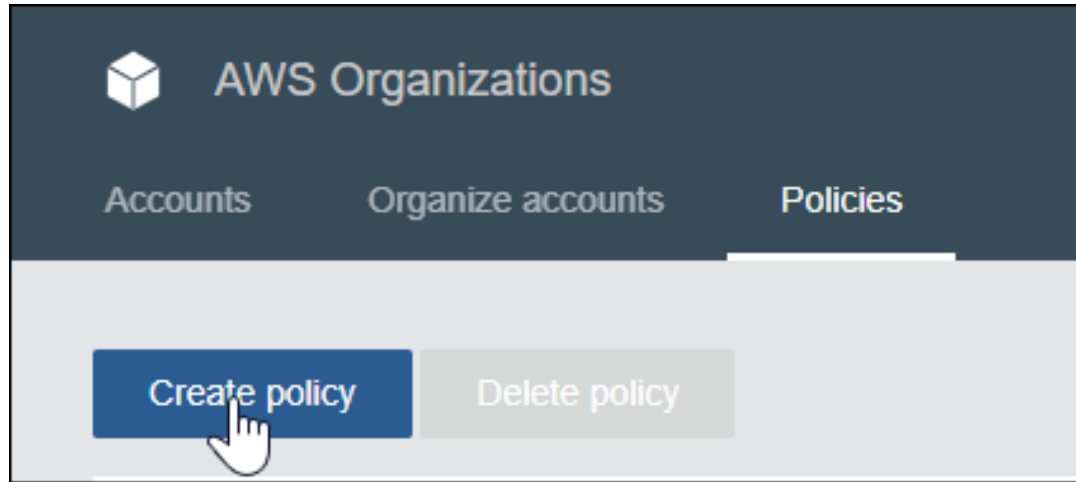 AWS Organizations
Accounts Organize accounts Policies
Create policy Delete policy